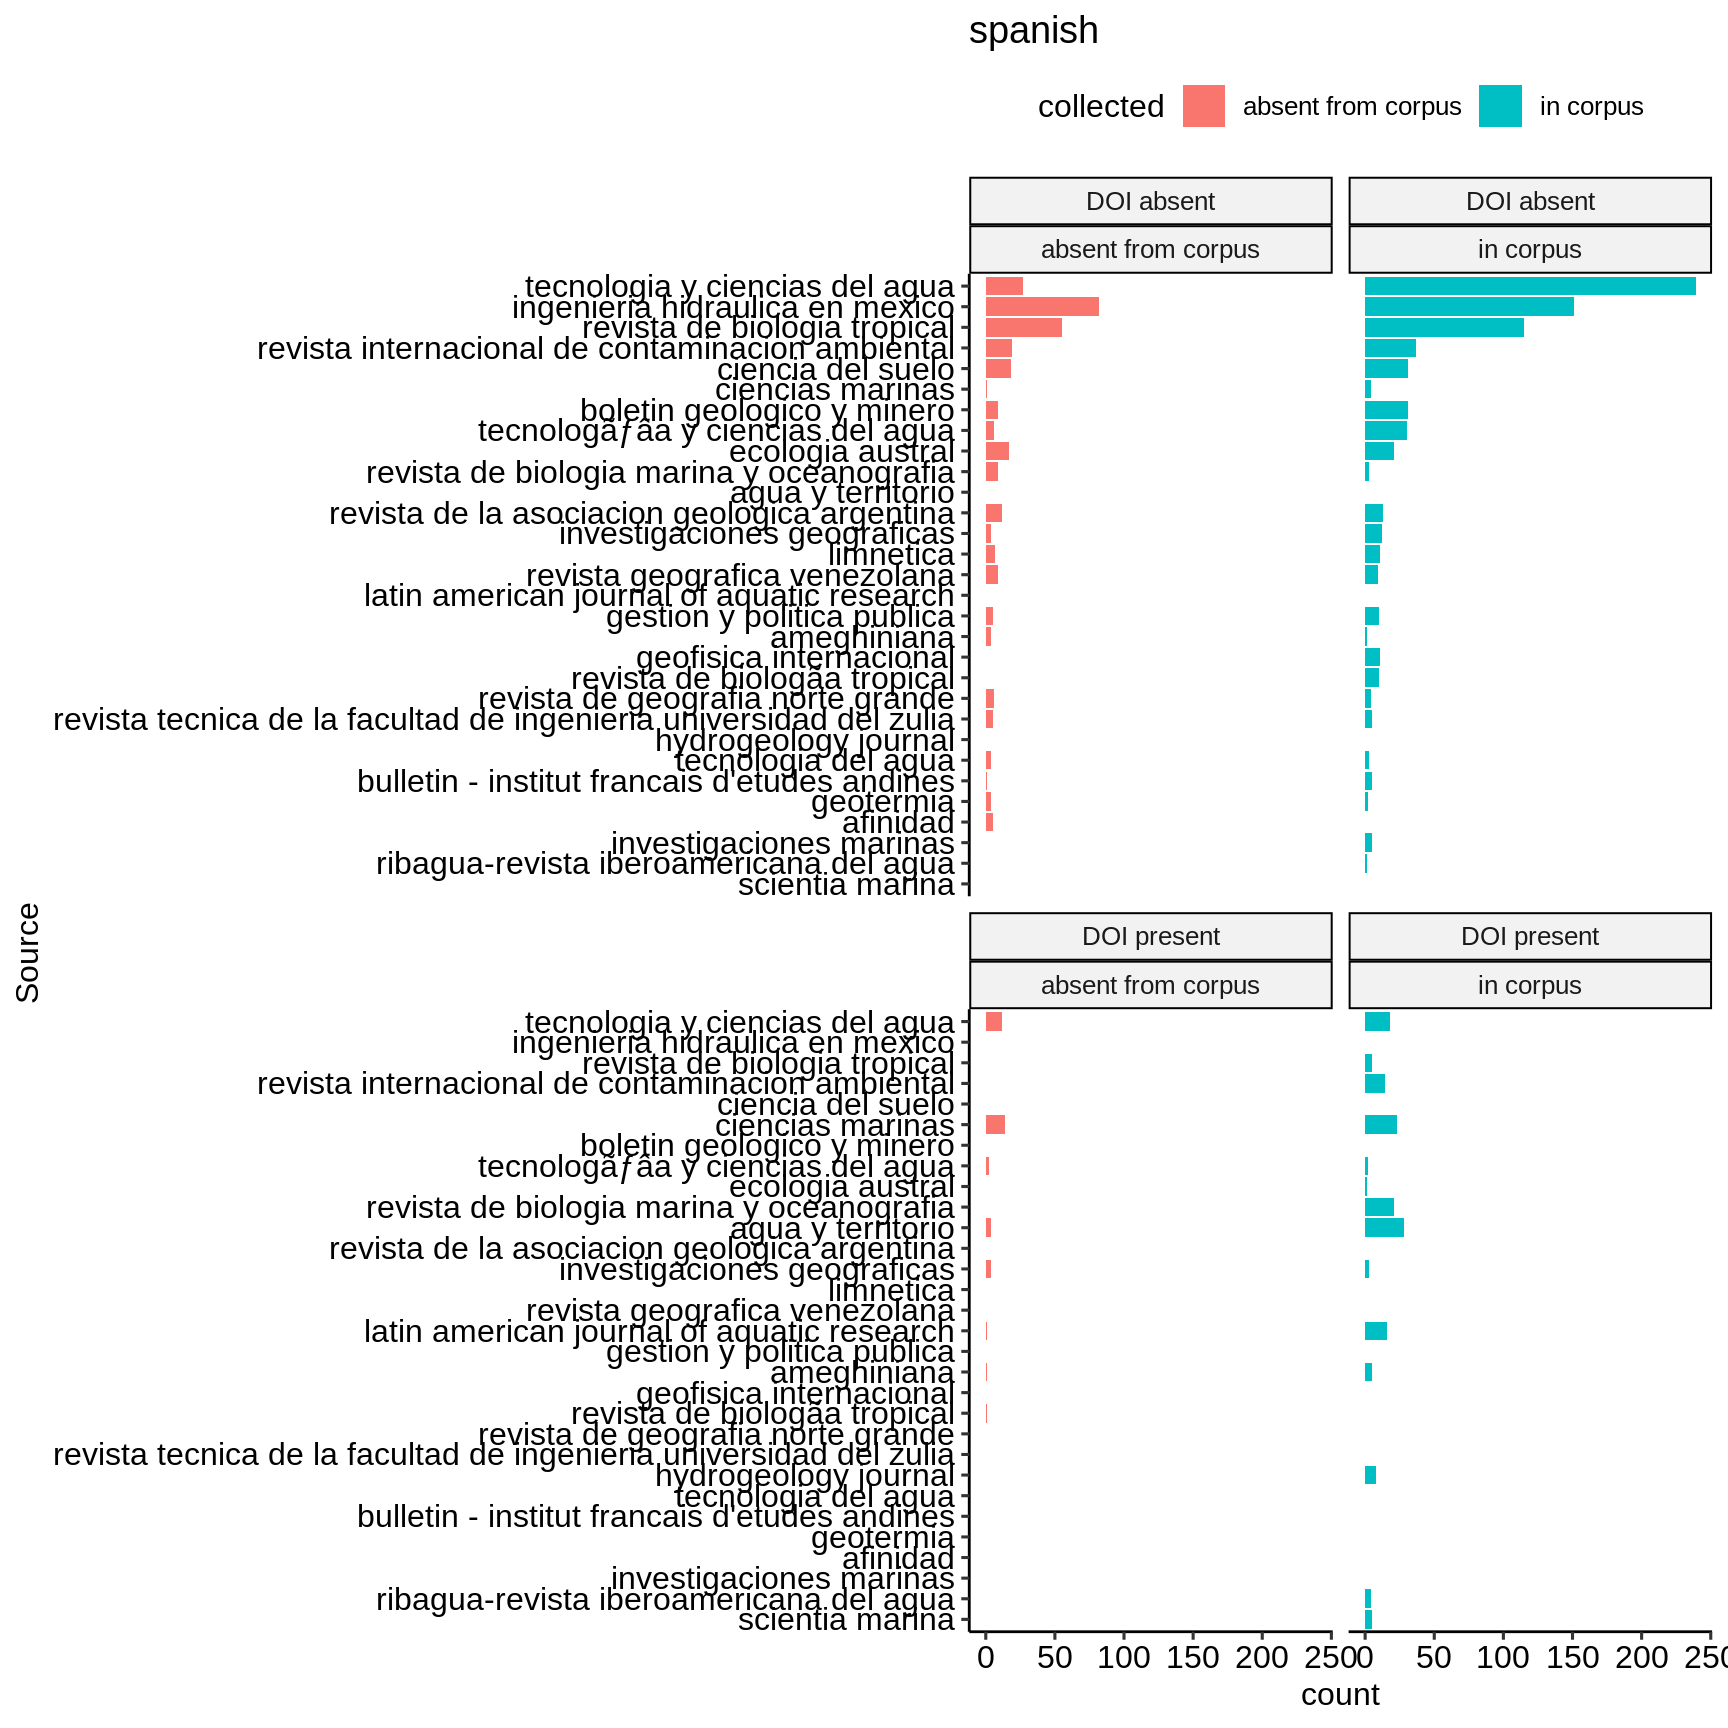 spanish
collected absent from corpus in corpus
DOI absent DOI absent
absent from corpus in corpus
tecnologia y ciencias del agua
ingenieria hidraulica en mexico
revista de biologia tropical
revista internacional de contaminacion ambiental
ciencia del suelo
ciencias marinas
boletin geologico y minero
tecnologãƒâa y ciencias del agua
ecologia austral
revista de biologia marina y oceanografia
agua y territorio
revista de la asociacion geologica argentina
investigaciones geograficas
limnetica
revista geografica venezolana
latin american journal of aquatic research
gestion y politica publica
ameghiniana
geofisica internacional
revista de biologãa tropical
revista de geografia norte grande
revista tecnica de la facultad de ingenieria universidad del zulia
hydrogeology journal
tecnologia del agua
bulletin - institut francais d'etudes andines
geotermia
afinidad
investigaciones marinas
ribagua-revista iberoamericana del agua
scientia marina
Source
DOI present DOI present
absent from corpus in corpus
tecnologia y ciencias del agua
ingenieria hidraulica en mexico
revista de biologia tropical
revista internacional de contaminacion ambiental
ciencia del suelo
ciencias marinas
boletin geologico y minero
tecnologãƒâa y ciencias del agua
ecologia austral
revista de biologia marina y oceanografia
agua y territorio
revista de la asociacion geologica argentina
investigaciones geograficas
limnetica
revista geografica venezolana
latin american journal of aquatic research
gestion y politica publica
ameghiniana
geofisica internacional
revista de biologãa tropical
revista de geografia norte grande
revista tecnica de la facultad de ingenieria universidad del zulia
hydrogeology journal
tecnologia del agua
bulletin - institut francais d'etudes andines
geotermia
afinidad
investigaciones marinas
ribagua-revista iberoamericana del agua
scientia marina
0 50 100 150 200 250 0 50 100 150 200 250
count